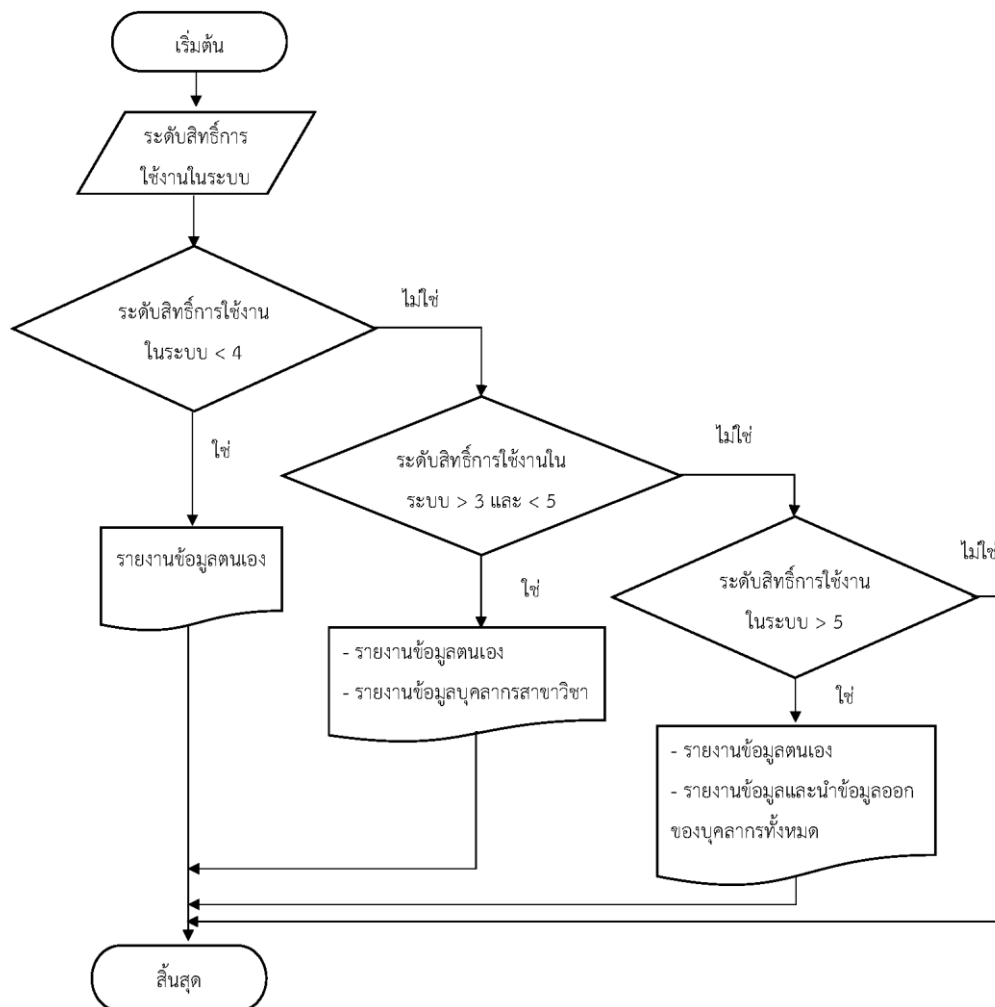 เริ่มต้น
ระดับสิทธิ์การ
ใช้งานในระบบ
ระดับสิทธิ์การใช้งาน
ในระบบ < 4
ไม่ใช่
ใช่
ระดับสิทธิ์การใช้งานใน
ระบบ > 3 และ < 5
ไม่ใช่
ใช่
ระดับสิทธิ์การใช้งาน
ในระบบ > 5
ไม่ใช่
ใช่
รายงานข้อมูลตนเอง
- รายงานข้อมูลตนเอง
- รายงานข้อมูลบุคลากรสาขาวิชา
- รายงานข้อมูลตนเอง
- รายงานข้อมูลและนำข้อมูลออก
ของบุคลากรทั้งหมด
สิ้นสุด